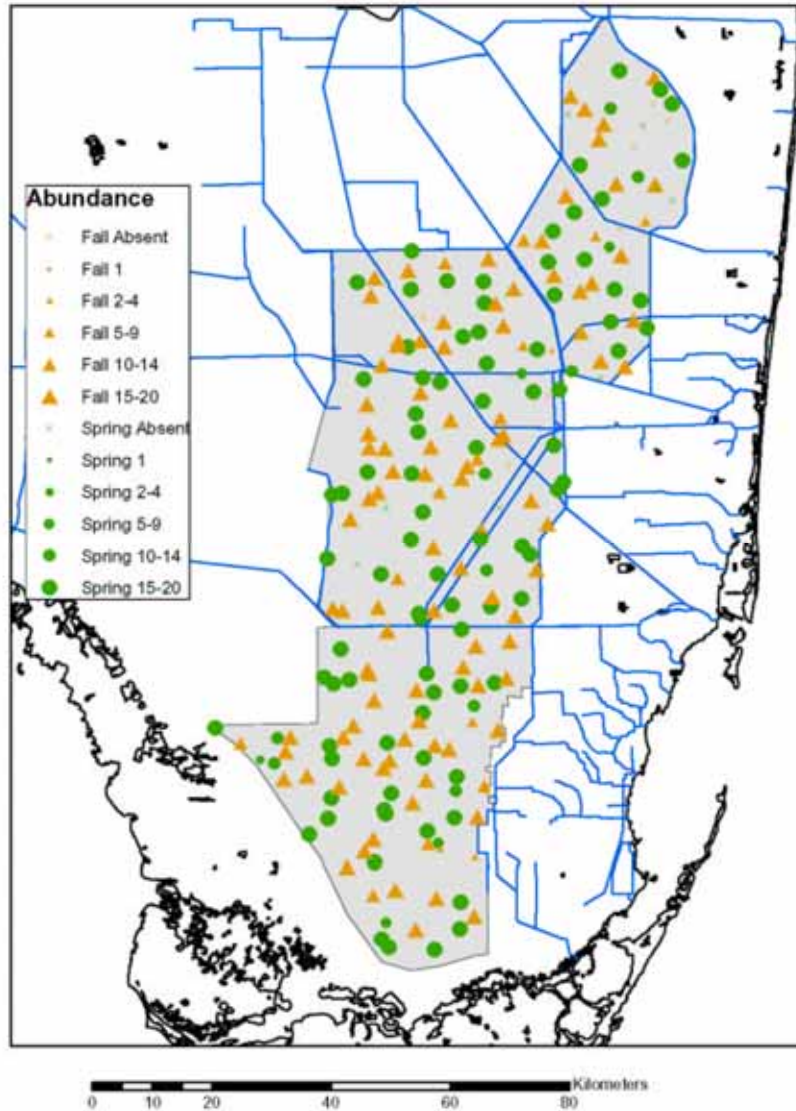 Abundance
Fall Absent
Fall 1
Fall 2-4
Fall 5-9
Fall 10-14
Fall 15-20
Spring Absent
Spring 1
Spring 2-4
Spring 5-9
Spring 10-14
Spring 15-20
Kilometers
0 10 20 40 60 80